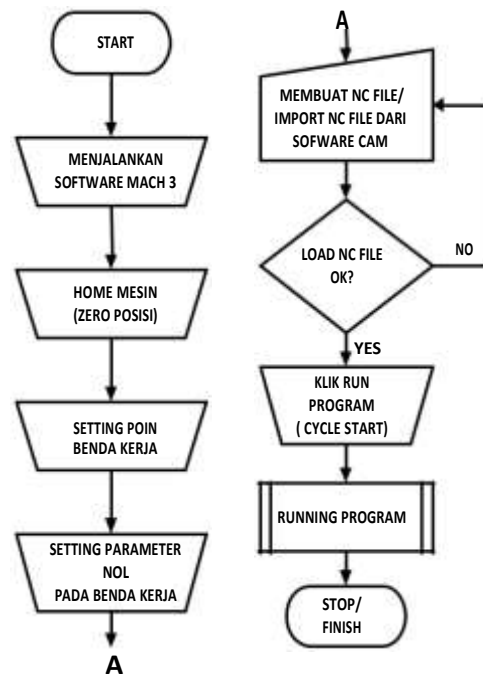 START
MENJALANKAN
SOFTWARE MACH 3
HOME MESIN
(ZERO POSISI)
SETTING POIN
BENDA KERJA
SETTING PARAMETER
NOL
PADA BENDA KERJA
A
A
MEMBUAT NC FILE/
IMPORT NC FILE DARI
SOFWARE CAM
LOAD NC FILE
OK?
NO
YES
KLIK RUN
PROGRAM
( CYCLE START)
RUNNING PROGRAM
STOP/
FINISH